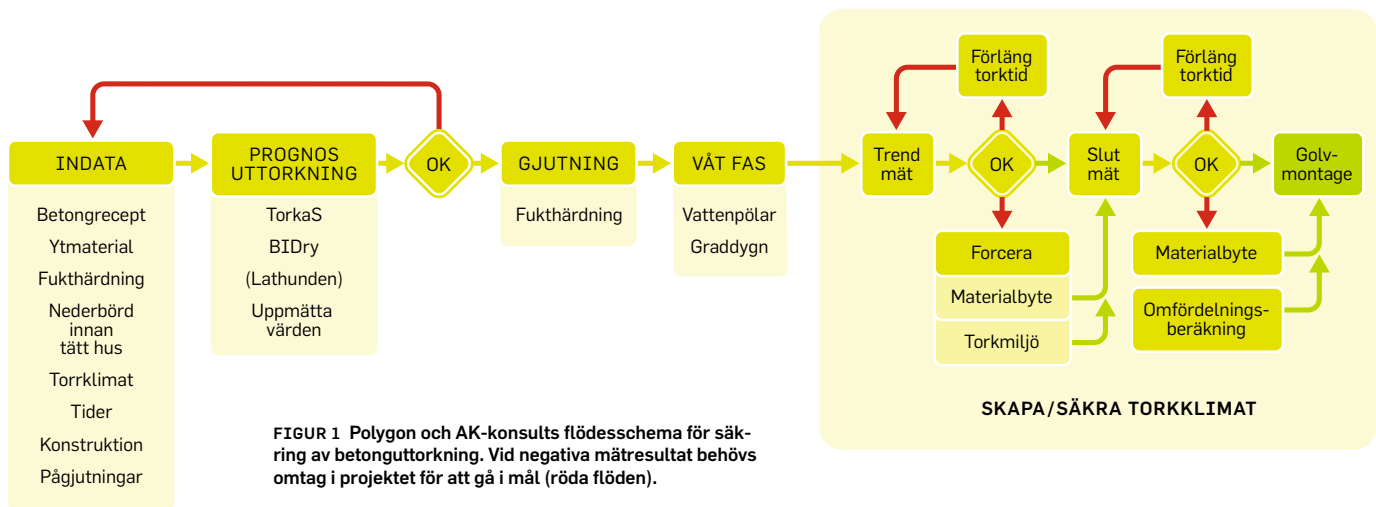 INDATA
Betongrecept
Ytmaterial
Fukthärdning
Nederbörd
innan
tätt hus
Torrklimat
Tider
Konstruktion
Pågjutningar
PROGNOS
UTTORKNING
TorkaS
BIDry
(Lathunden)
Uppmätta
värden
OK
GJUTNING
Fukthärdning
VÅT FAS
Vattenpölar
Graddygn
Trend
mät
Förläng
torktid
OK
Forcera
Materialbyte
Torkmiljö
Slut
mät
Förläng
torktid
OK
Materialbyte
Omfördelnings-
beräkning
Golv-
montage
SKAPA/SÄKRA TORKKLIMAT
FIGUR 1 Polygon och AK-konsults flödesschema för säk-
ring av betonguttorkning. Vid negativa mätresultat behövs
omtag i projektet för att gå i mål (röda flöden).